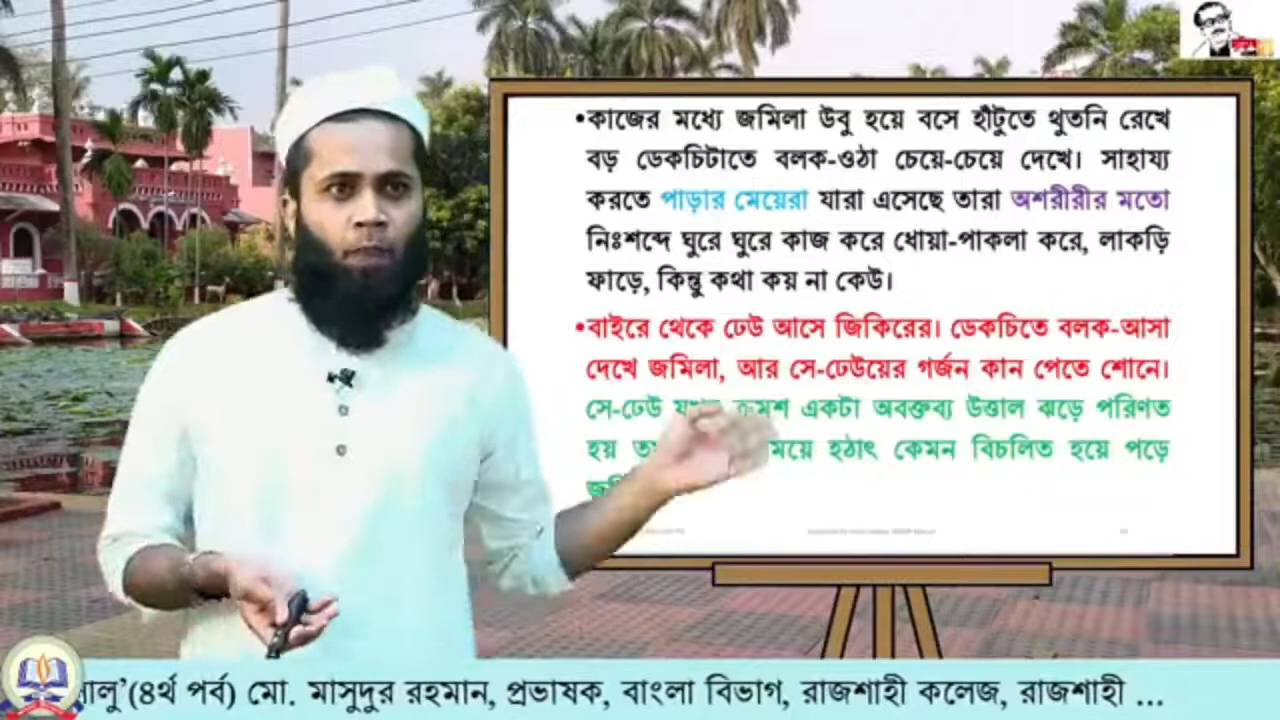 •কাজের মধ্যে জমিলা উবু হয়ে বসে হাঁটুতে থুতনি রেখে
বড় ডেকচিটাতে বলক-ওঠা চেয়ে-চেয়ে দেখে। সাহায্য
করতে পাড়ার মেয়েরা যারা এসেছে তারা অশরীরীর মতো
নিঃশব্দে ঘুরে ঘুরে কাজ করে ধোয়া-পাকলা করে, লাকড়ি
ফাড়ে, কিন্তু কথা কয় না কেউ।
•বাইরে থেকে ঢেউ আসে জিকিরের। ডেকচিতে বলক-আসা
দেখে জমিলা, আর সে-ঢেউয়ের গর্জন কান পেতে শোনে।
সে-ঢেউ ক্রমশ একটা অবক্তব্য উত্তাল ঝড়ে পরিণত
হয় হঠাৎ কেমন বিচলিত হয়ে পড়ে
সালু’(৪র্থ পর্ব) মো. মাসুদুর রহমান, প্রভাষক, বাংলা বিভাগ, রাজশাহী কলেজ, রাজশাহী ...